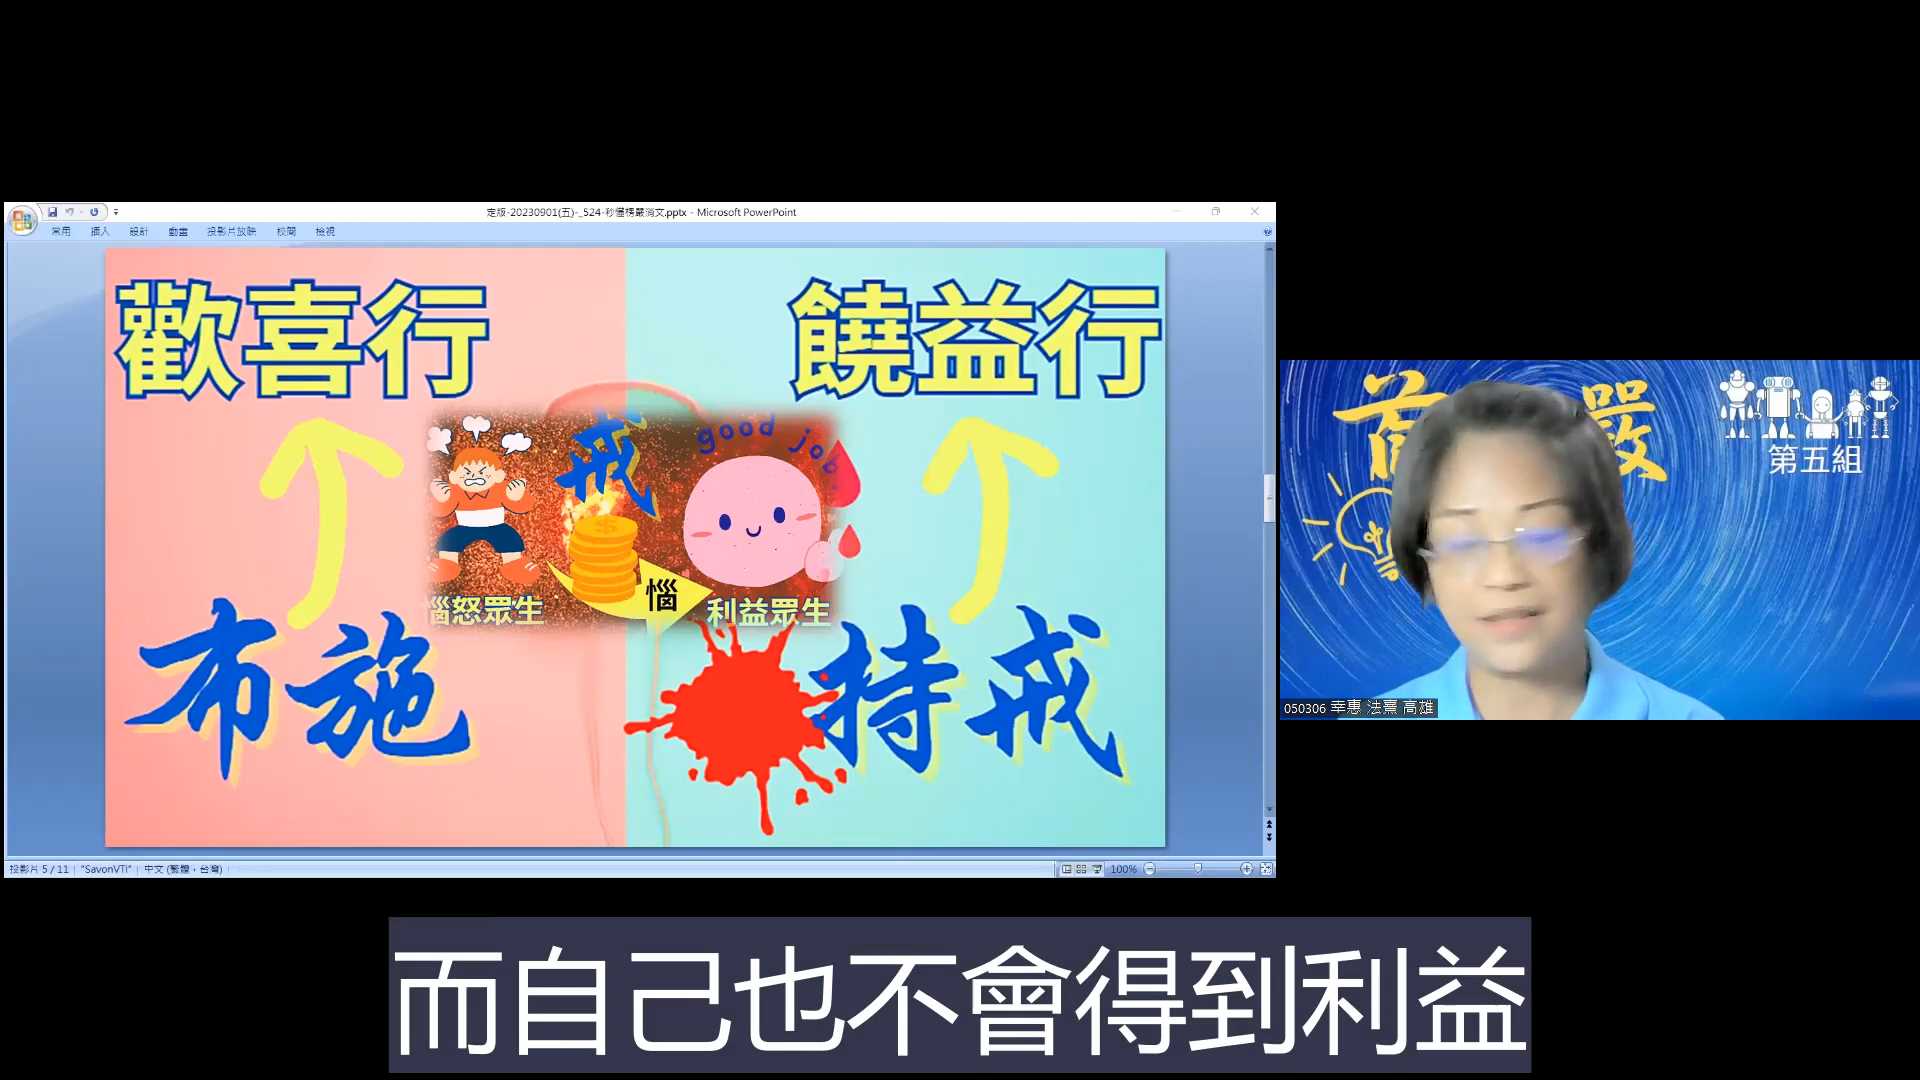 定版-20230901(五)-_524-秒懂楞嚴消文.pptx - Microsoft PowerPoint
常用 插入 設計 動畫 投影片放映 校閱 檢視
歡喜行 饒益行
戒 good job
惱怒眾生 惱 利益眾生
布施 持戒
投影片 5 / 11 "SavonVTI" 中文 (繁體，台灣) 100%
嚴
第五組
050306 幸惠 法熏 高雄
而自己也不會得到利益